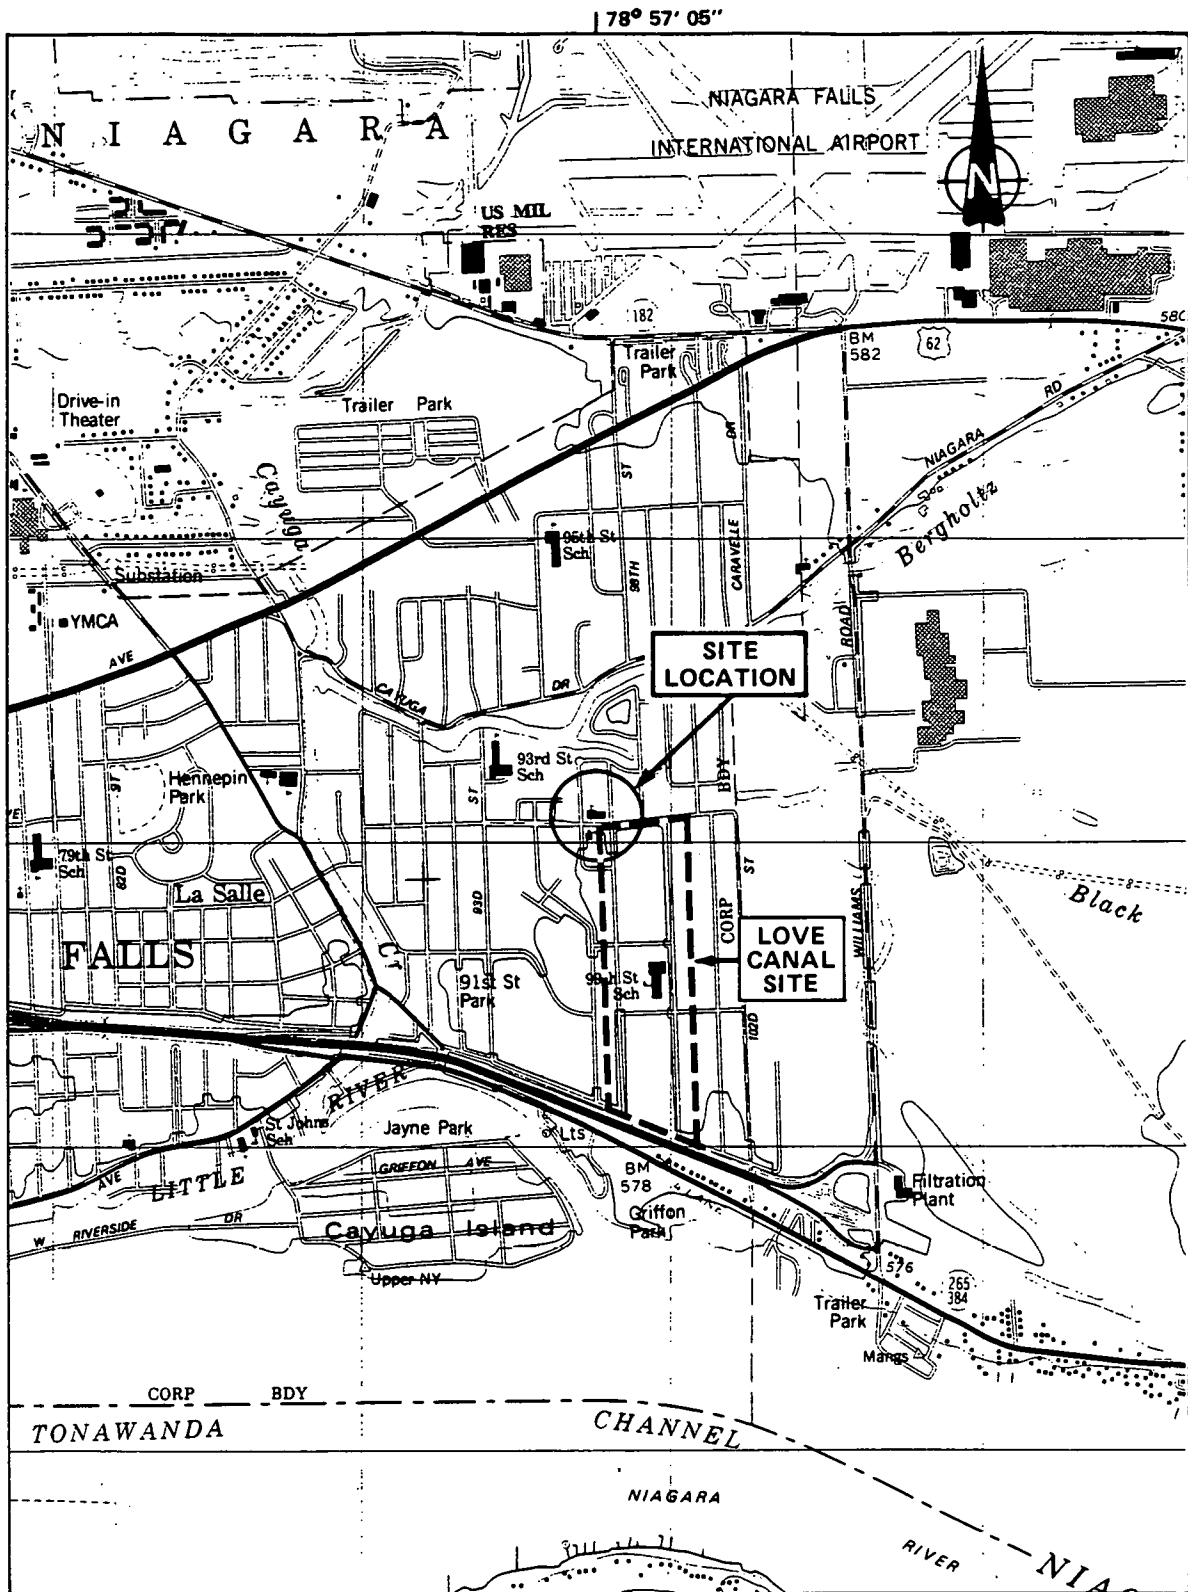 78° 57' 05"
NIAGARA FALLS
INTERNATIONAL AIRPORT
NIAGARA
N
US MIL
RES
182
BM
582
62
580
Trailer
Park
RD
Drive-in
Theater
Trailer Park
DR
NIAGARA
ST
Cayuga
Bergholtz
95th St
Sch
98TH
CARAVELLE
Substation
YMCA
ROAD
AVE
SITE
LOCATION
CAYUGA
DR
93rd St
Sch
Hennepin
Park
ST
BDY
79th St
Sch
82D
ST
La Salle
93D
Black
CORP
WILLIAMS
FALLS
C
Cr
LOVE
CANAL
SITE
91st St
Park
99th St
Sch
102D
RIVER
St Johns
Sch
Jayne Park
Lts
GRIFFON AVE
BM
578
Filtration
Plant
AVE
LITTLE
Griffon
Park
W RIVERSIDE DR
Cayuga Island
Upper NY
576
265
384
Trailer
Park
Mangs
CORP BDY
TONAWANDA CHANNEL
NIAGARA
RIVER